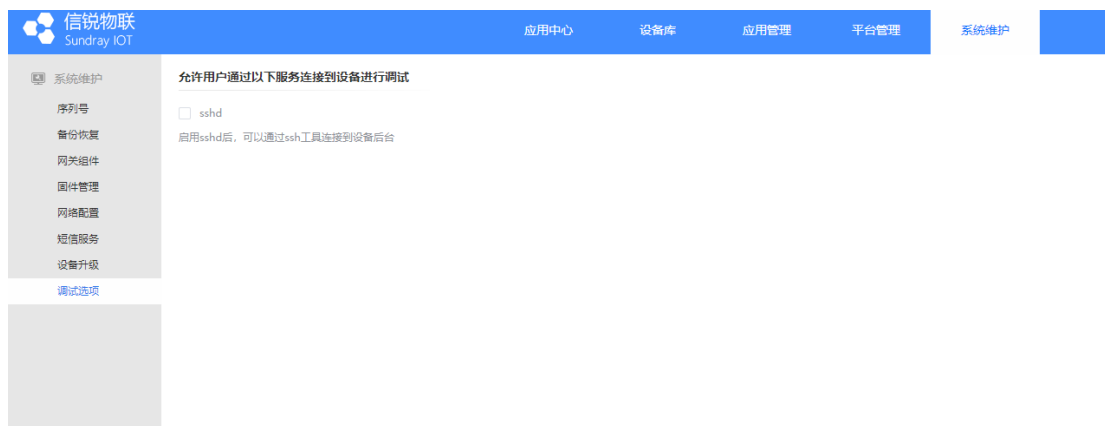 信锐物联
Sundray IOT
应用中心 设备库 应用管理 平台管理 系统维护
系统维护
序列号
备份恢复
网关组件
固件管理
网络配置
短信服务
设备升级
调试选项
允许用户通过以下服务连接到设备进行调试
sshd
启用sshd后，可以通过ssh工具连接到设备后台